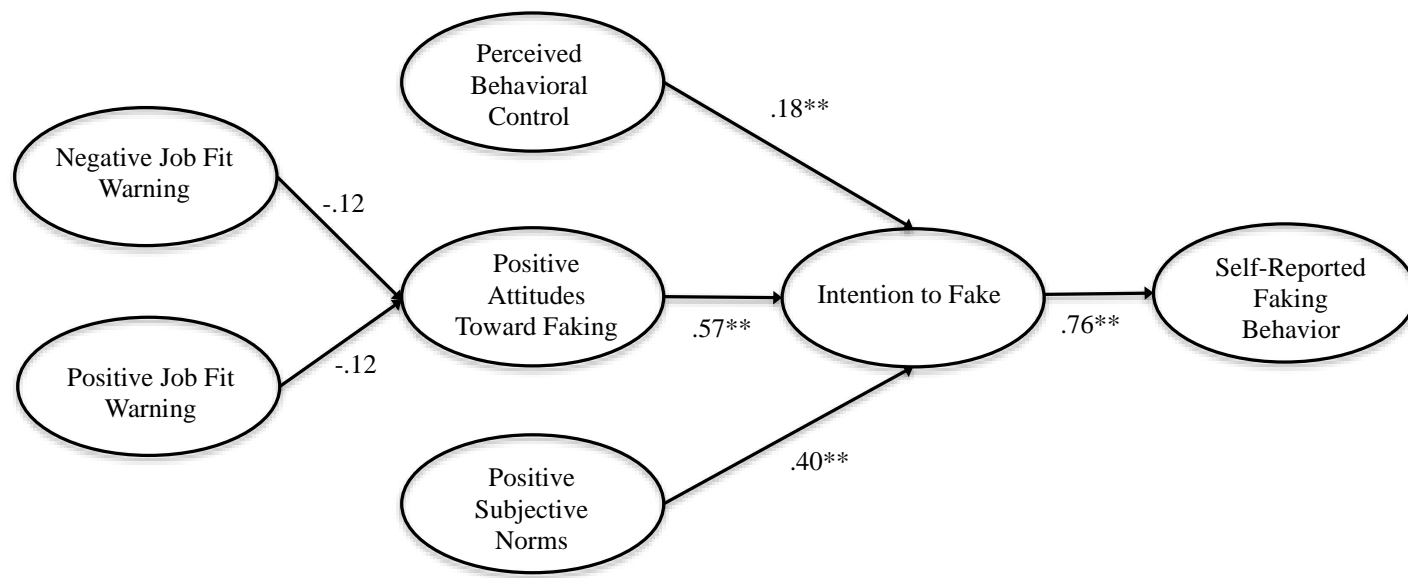 Perceived
Behavioral
Control
.18**
Negative Job Fit
Warning
-.12
Positive
Attitudes
Toward Faking
.57**
Intention to Fake
.76**
Self-Reported
Faking
Behavior
Positive Job Fit
Warning
-.12
.40**
Positive
Subjective
Norms